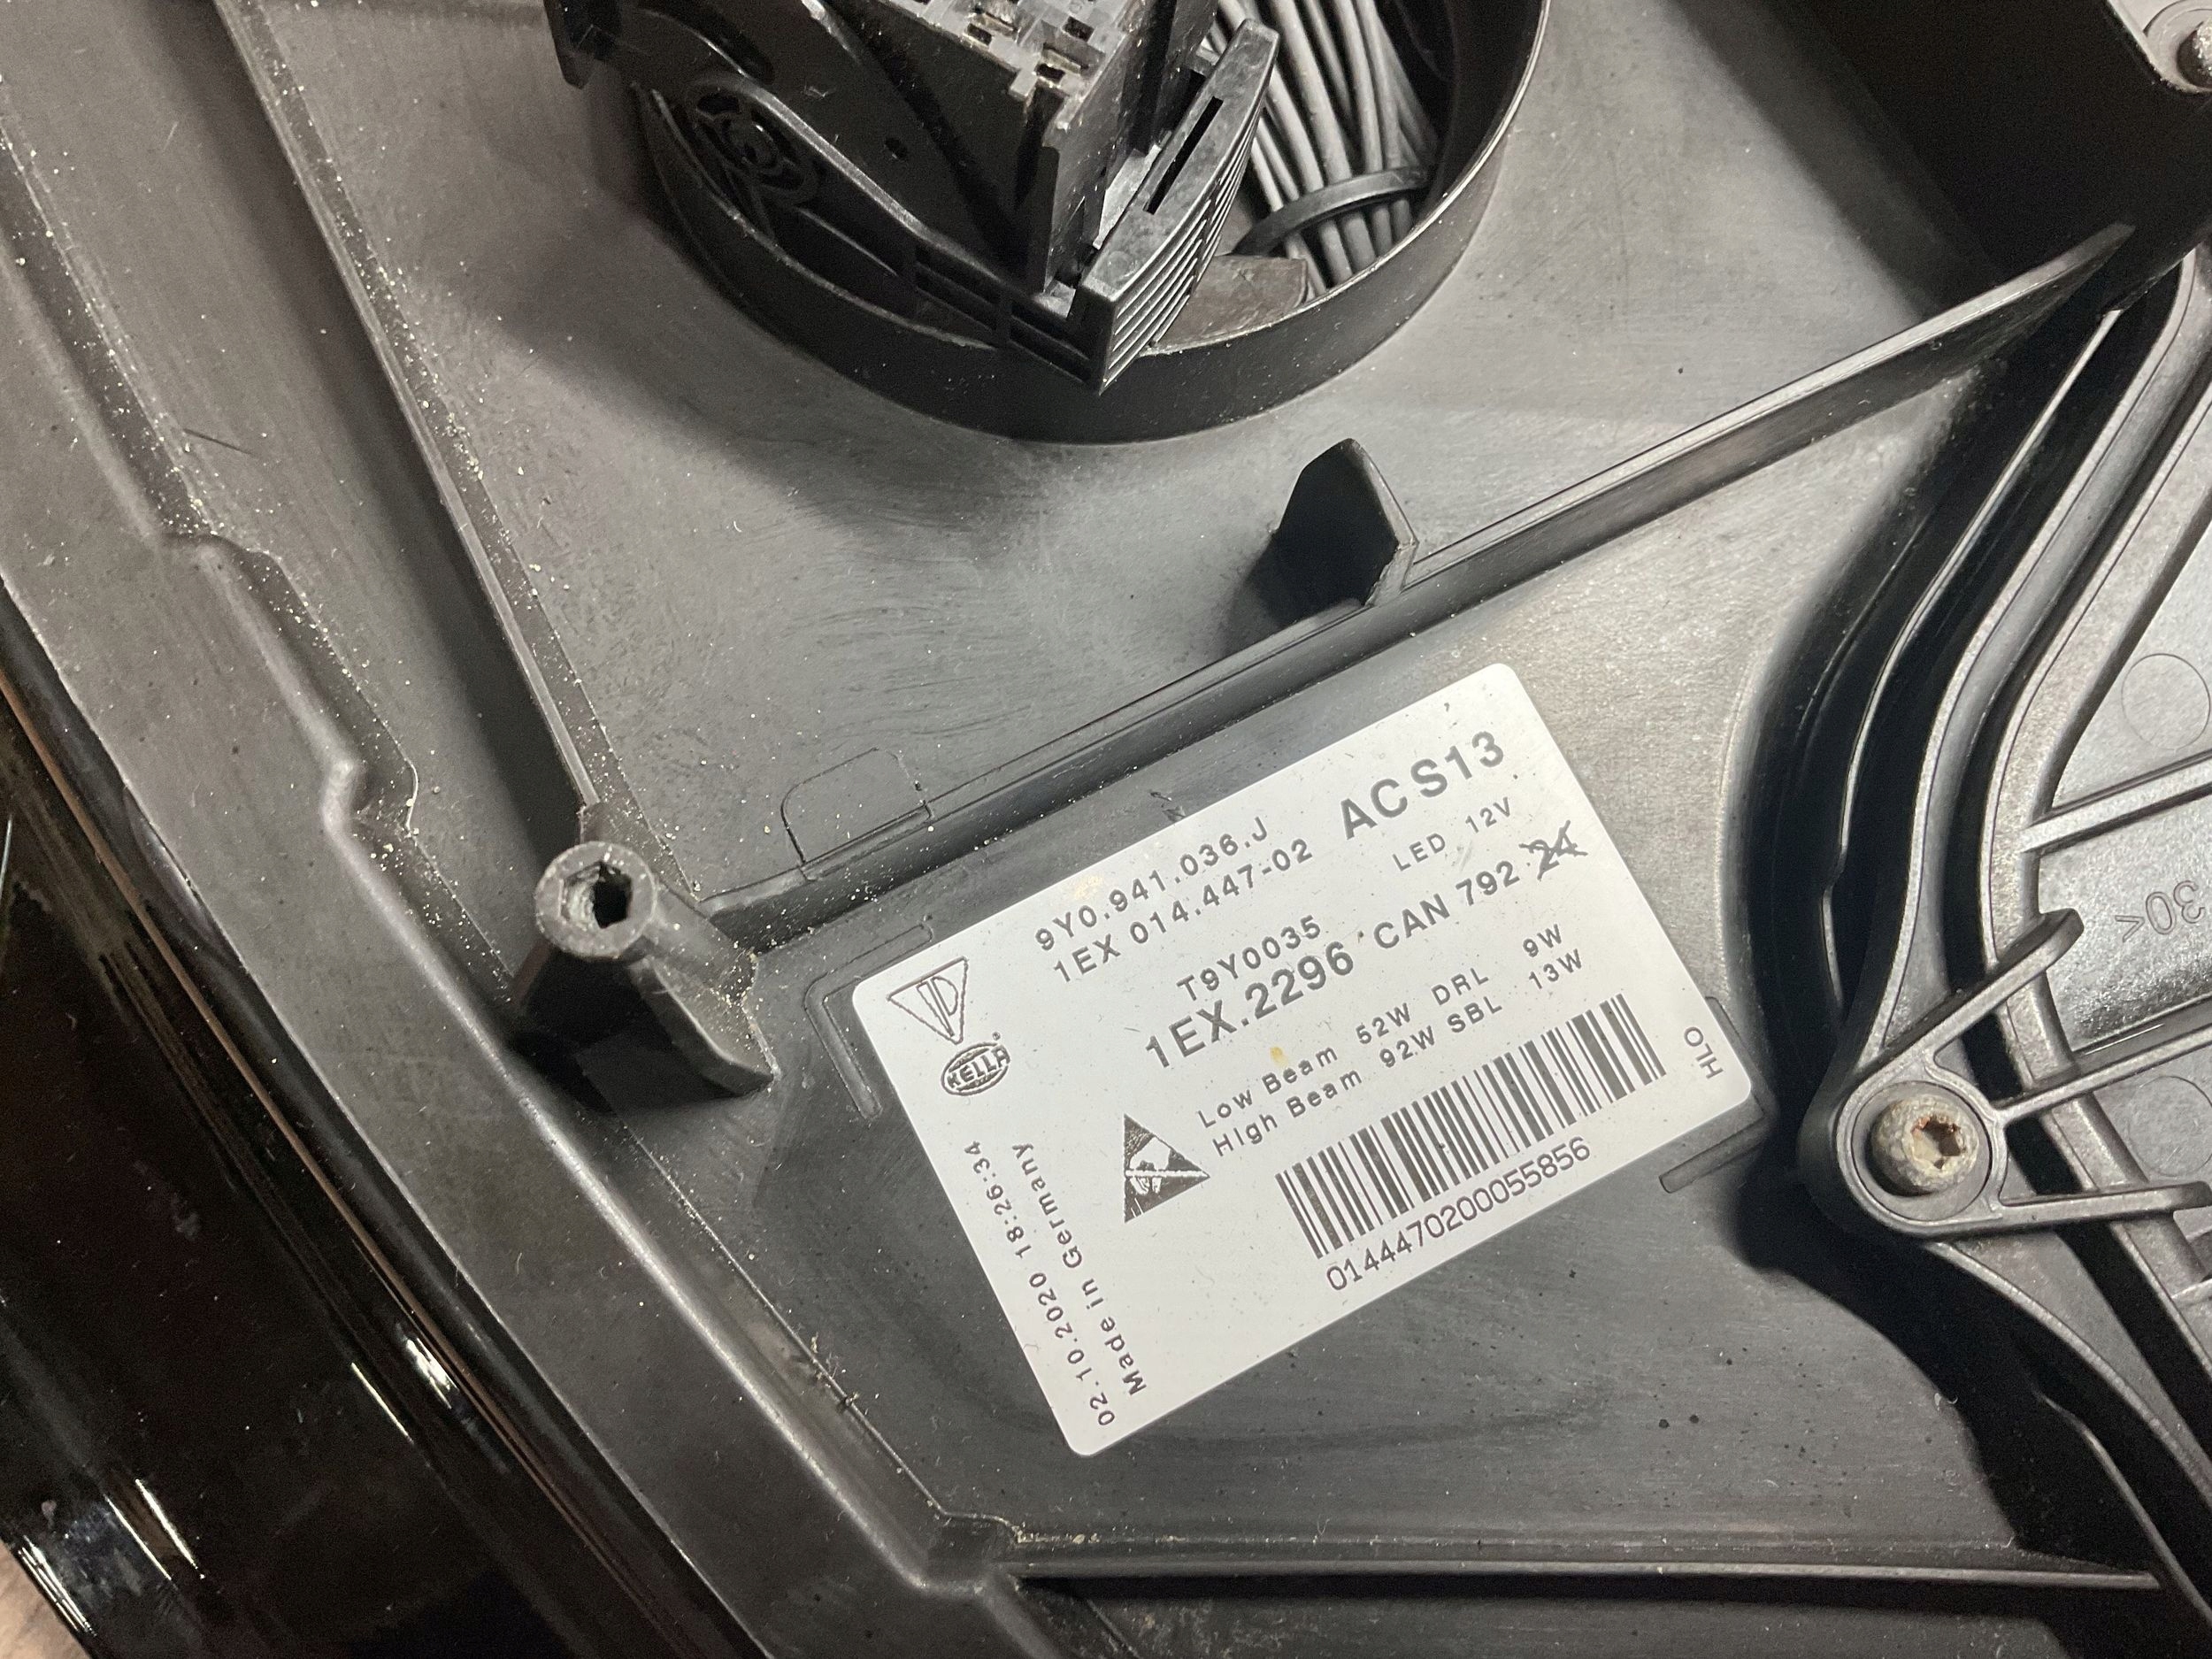 9Y0.941.036.J
1EX 014.447-02
ACS13
LED 12V
T9Y0035
1EX.2296 CAN 792 24
Low Beam 52W DRL 9W
High Beam 92W SBL 13W
HELLA
0144470200055856
HLO
02.10.2020 18:26:34
Made in Germany
30<